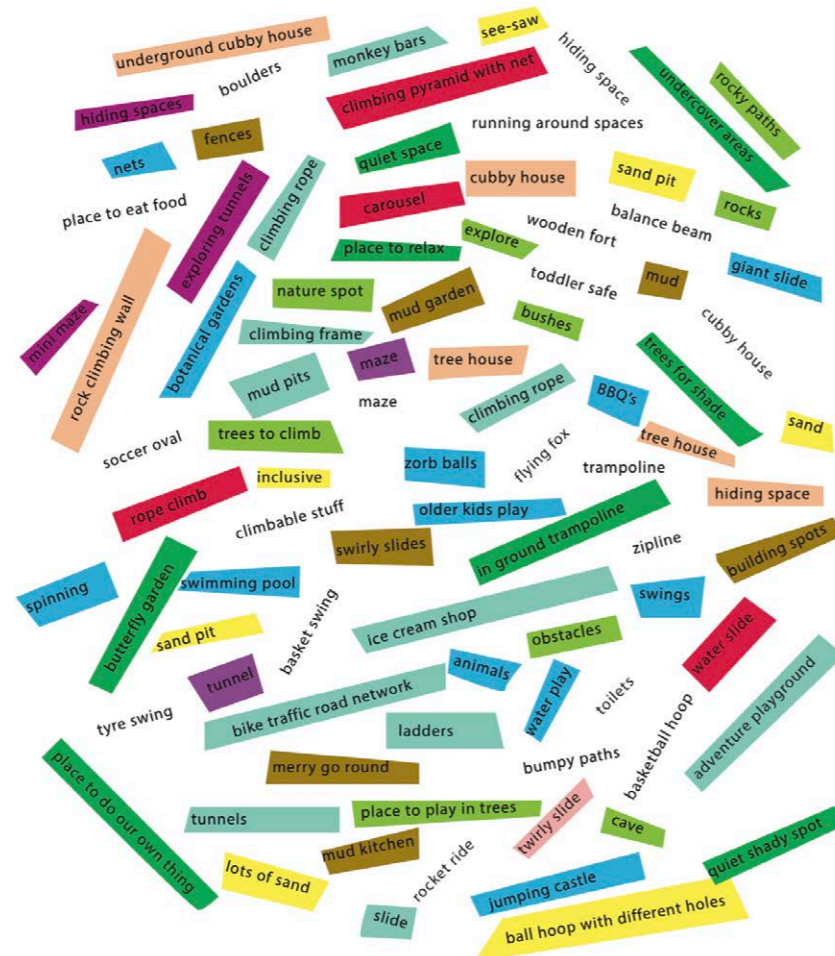 underground cubby house
monkey bars
see-saw
boulders
hiding space
climbing pyramid with net
undercover areas
rocky paths
hiding spaces
fences
running around spaces
nets
quiet space
cubby house
sand pit
climbing rope
exploring tunnels
place to eat food
carousel
rocks
explore
wooden fort
balance beam
place to relax
giant slide
toddler safe
mud
nature spot
mud garden
botanical gardens
rock climbing wall
mini maze
climbing frame
bushes
cubby house
maze
tree house
trees for shade
mud pits
maze
climbing rope
BBQ's
sand
soccer oval
trees to climb
tree house
zorb balls
flying fox
trampoline
inclusive
rope climb
hiding space
climbable stuff
older kids play
in ground trampoline
swirly slides
zipline
building spots
spinning
butterfly garden
swimming pool
swings
basket swing
ice cream shop
obstacles
sand pit
water slide
tunnel
animals
water play
toilets
bike traffic road network
tyre swing
ladders
basketball hoop
adventure playground
bumpy paths
merry go round
place to do our own thing
tunnels
place to play in trees
twirly slide
cave
mud kitchen
quiet shady spot
rocket ride
lots of sand
jumping castle
slide
ball hoop with different holes